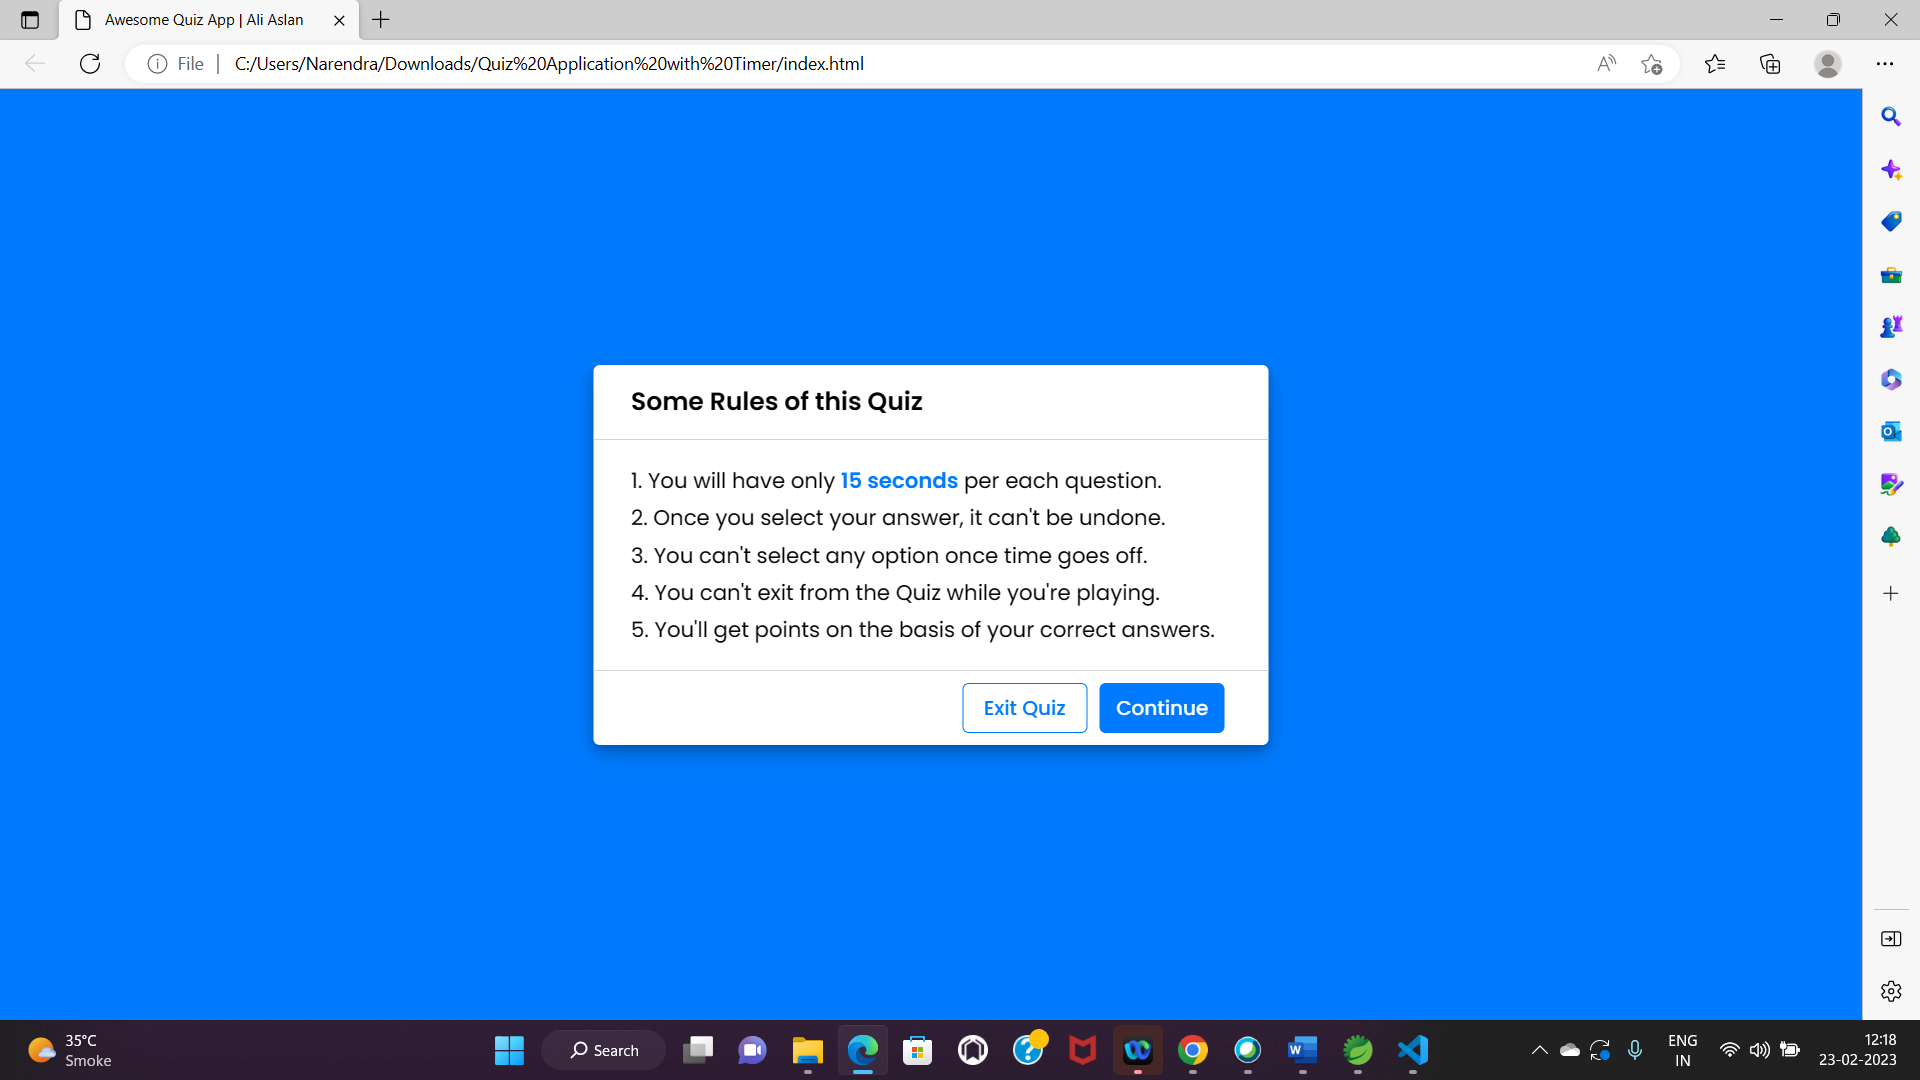 Awesome Quiz App | Ali Aslan
File
C:/Users/Narendra/Downloads/Quiz%20Application%20with%20Timer/index.html
Some Rules of this Quiz
1. You will have only 15 seconds per each question.
2. Once you select your answer, it can't be undone.
3. You can't select any option once time goes off.
4. You can't exit from the Quiz while you're playing.
5. You'll get points on the basis of your correct answers.
Exit Quiz Continue
35°C
Smoke
Search
ENG
IN
12:18
23-02-2023